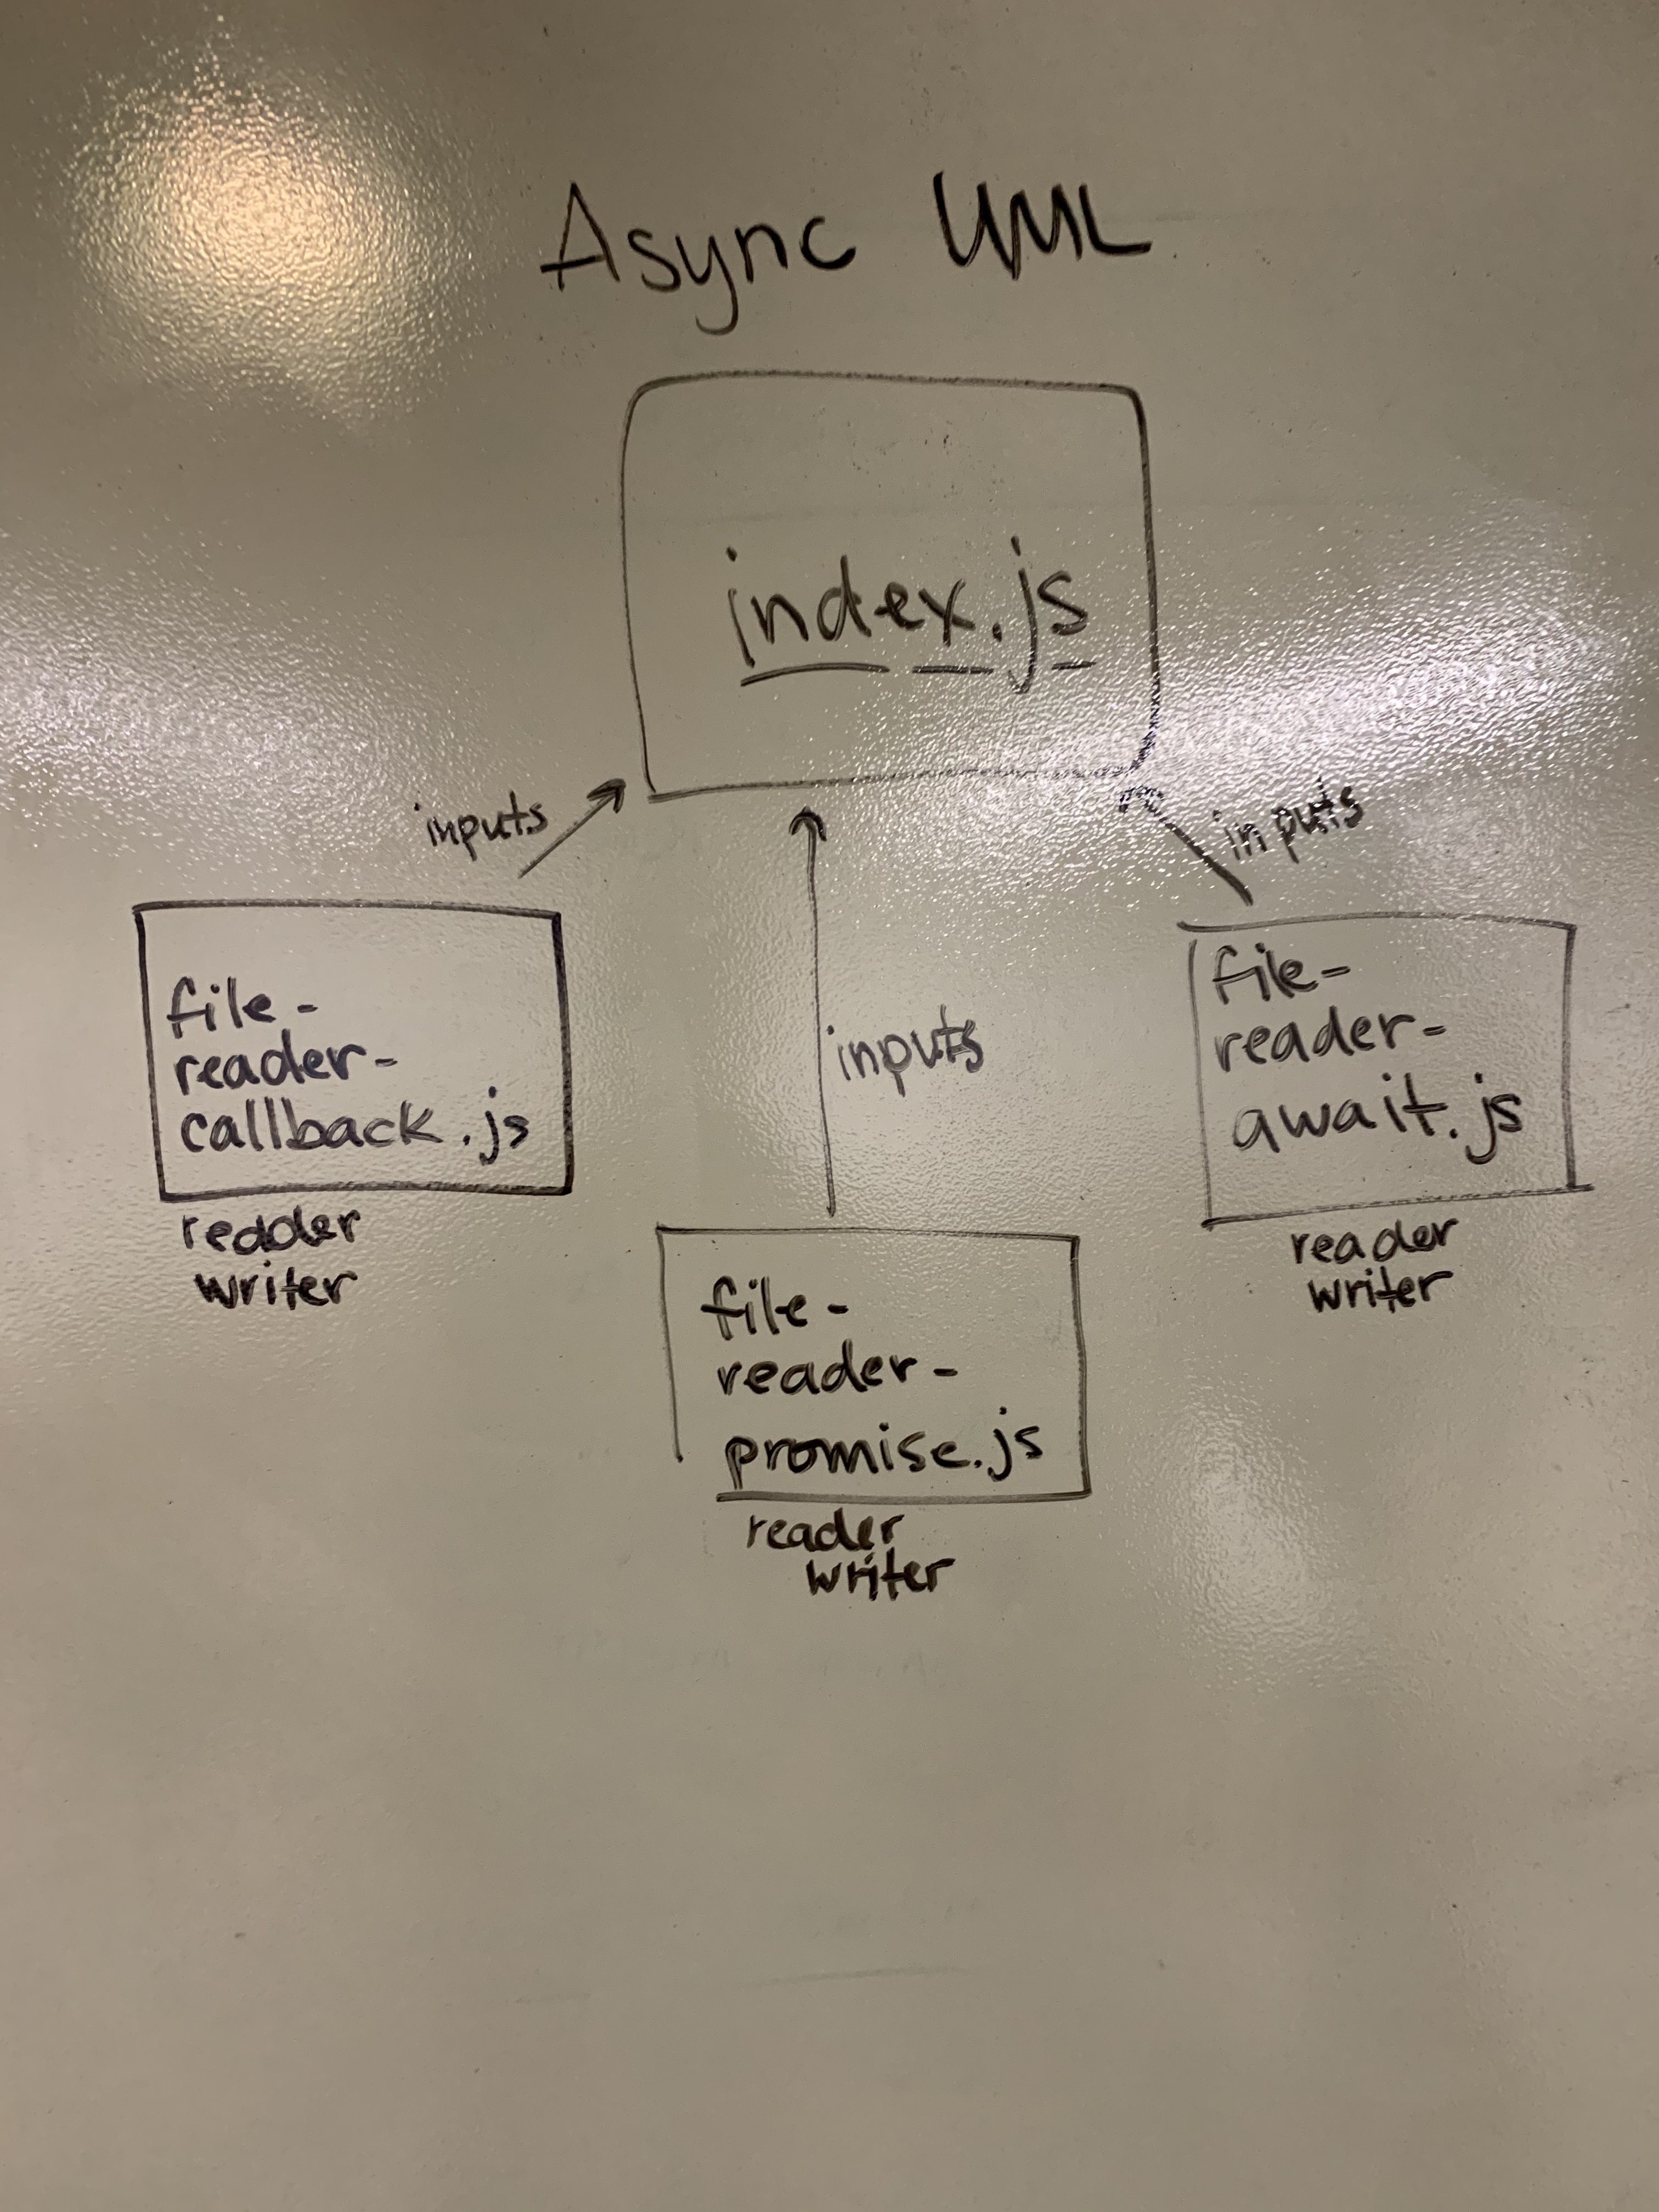 Async UML
index.js
inputs
inputs
inputs
file-
reader-
callback.js
reader
writer
file-
reader-
await.js
reader
writer
file-
reader-
promise.js
reader
writer